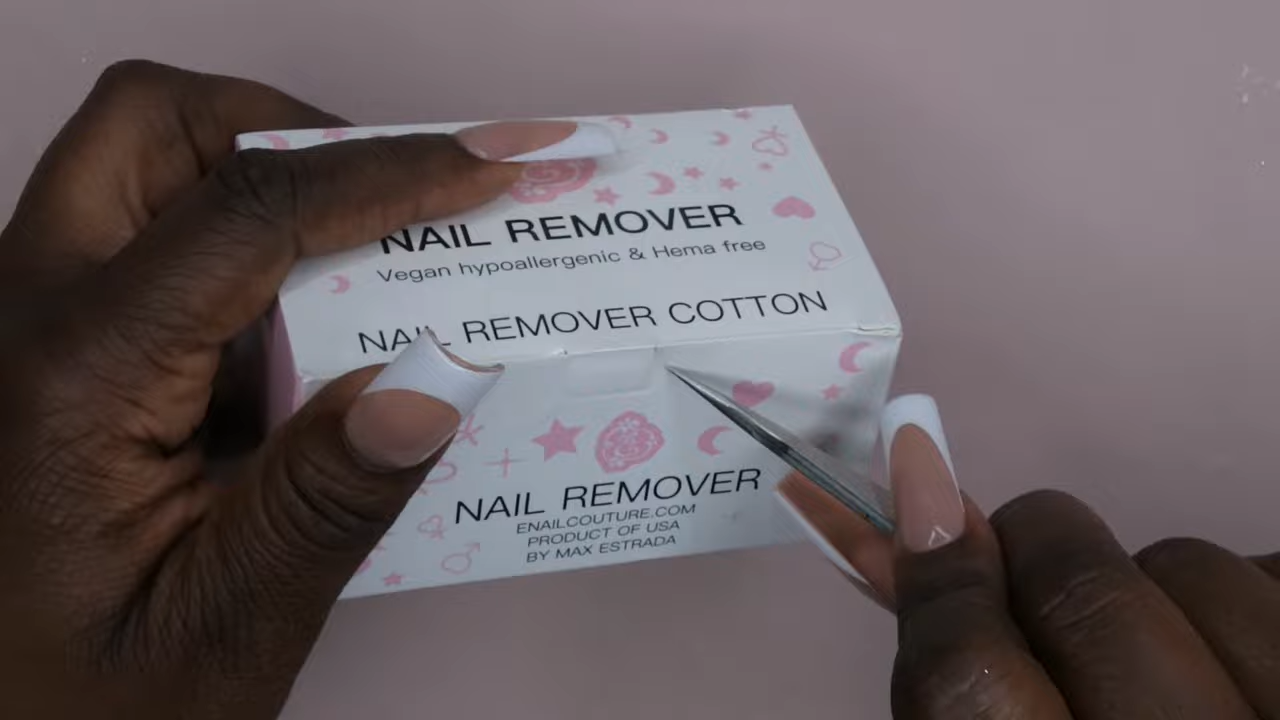 NAIL REMOVER
Vegan hypoallergenic & Hema free
NAIL REMOVER COTTON
NAIL REMOVER
ENAILCOUTURE.COM
PRODUCT OF USA
BY MAX ESTRADA